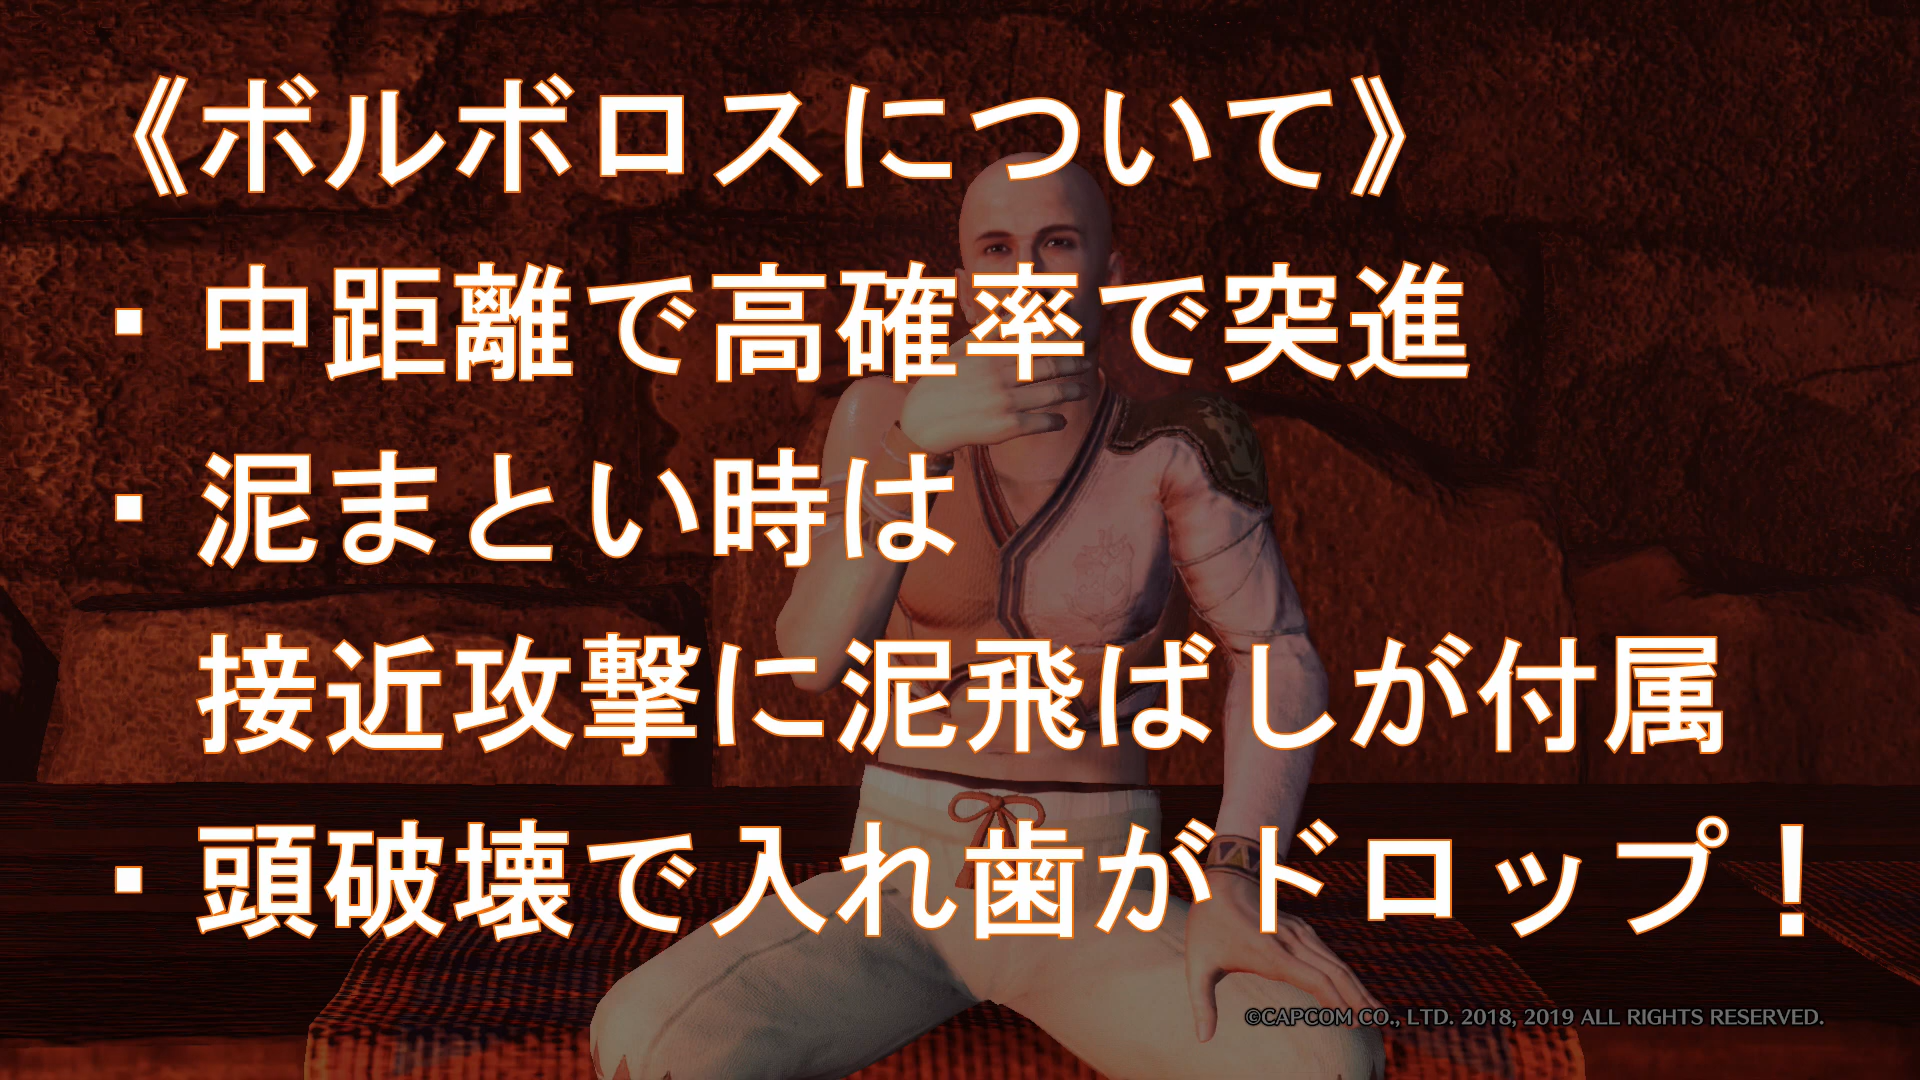 《ボルボロスについて》
・中距離で高確率で突進
・泥まとい時は
接近攻撃に泥飛ばしが付属
・頭破壊で入れ歯がドロップ！
©CAPCOM CO., LTD. 2018, 2019 ALL RIGHTS RESERVED.